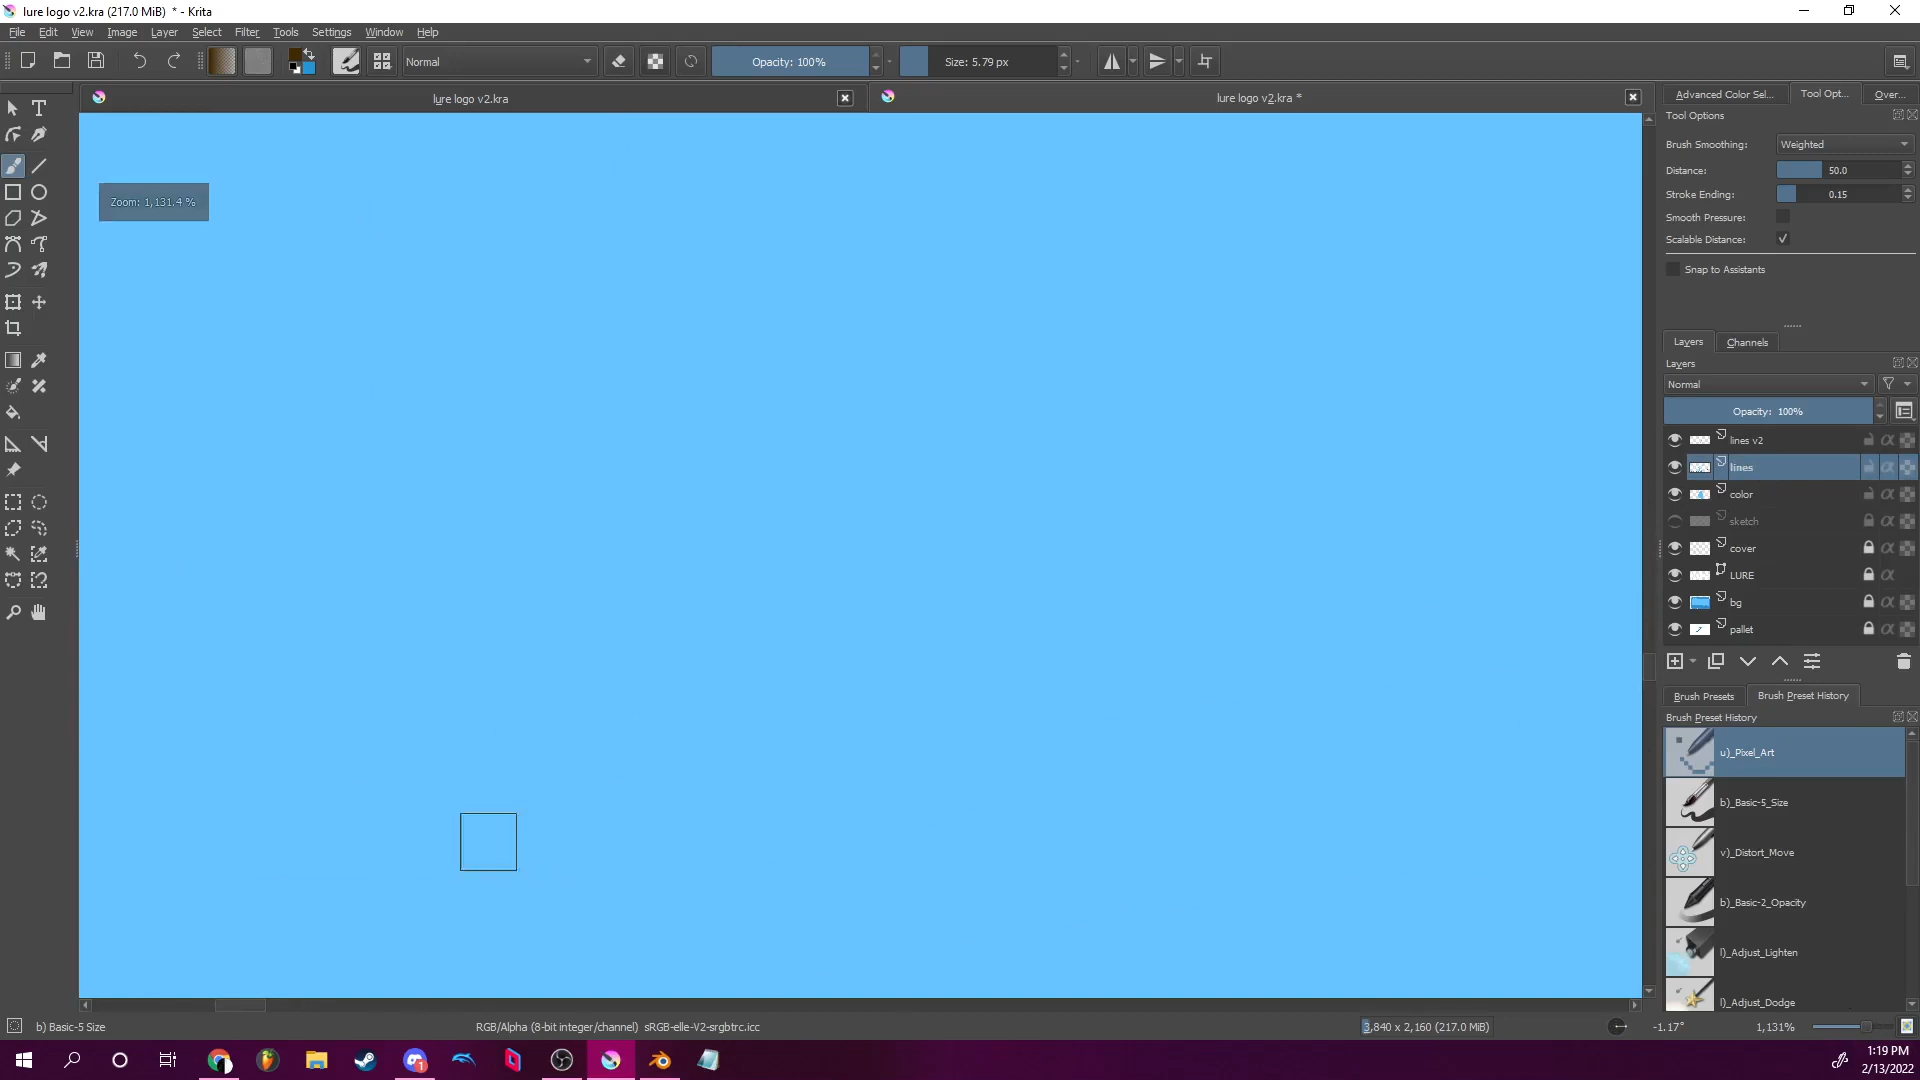 lure logo v2.kra (217.0 MiB)  * - Krita
File Edit View Image Layer Select Filter Tools Settings Window Help
Normal
Opacity: 100%
Size: 5.79 px
lure logo v2.kra
lure logo v2.kra *
Advanced Color Sel...
Tool Opt...
Over...
Tool Options
Brush Smoothing: Weighted
Zoom: 1,131.4 %
Distance: 50.0
Stroke Ending: 0.15
Smooth Pressure:
Scalable Distance:
Snap to Assistants
Layers Channels
Layers
Normal
Opacity: 100%
lines v2
lines
color
sketch
cover
LURE
bg
pallet
Brush Presets Brush Preset History
Brush Preset History
u)_Pixel_Art
b)_Basic-5_Size
v)_Distort_Move
b)_Basic-2_Opacity
l)_Adjust_Lighten
l)_Adjust_Dodge
b) Basic-5 Size
RGB/Alpha (8-bit integer/channel)  sRGB-elle-V2-srgbtrc.icc
3,840 x 2,160 (217.0 MiB)
-1.17°
1,131%
1:19 PM
2/13/2022